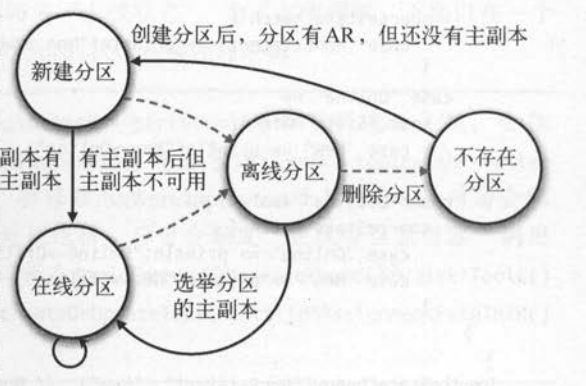 创建分区后，分区有AR，但还没有主副本
新建分区
副本有
主副本
有主副本后但
主副本不可用
离线分区
删除分区
不存在
分区
在线分区
选举分区
的主副本